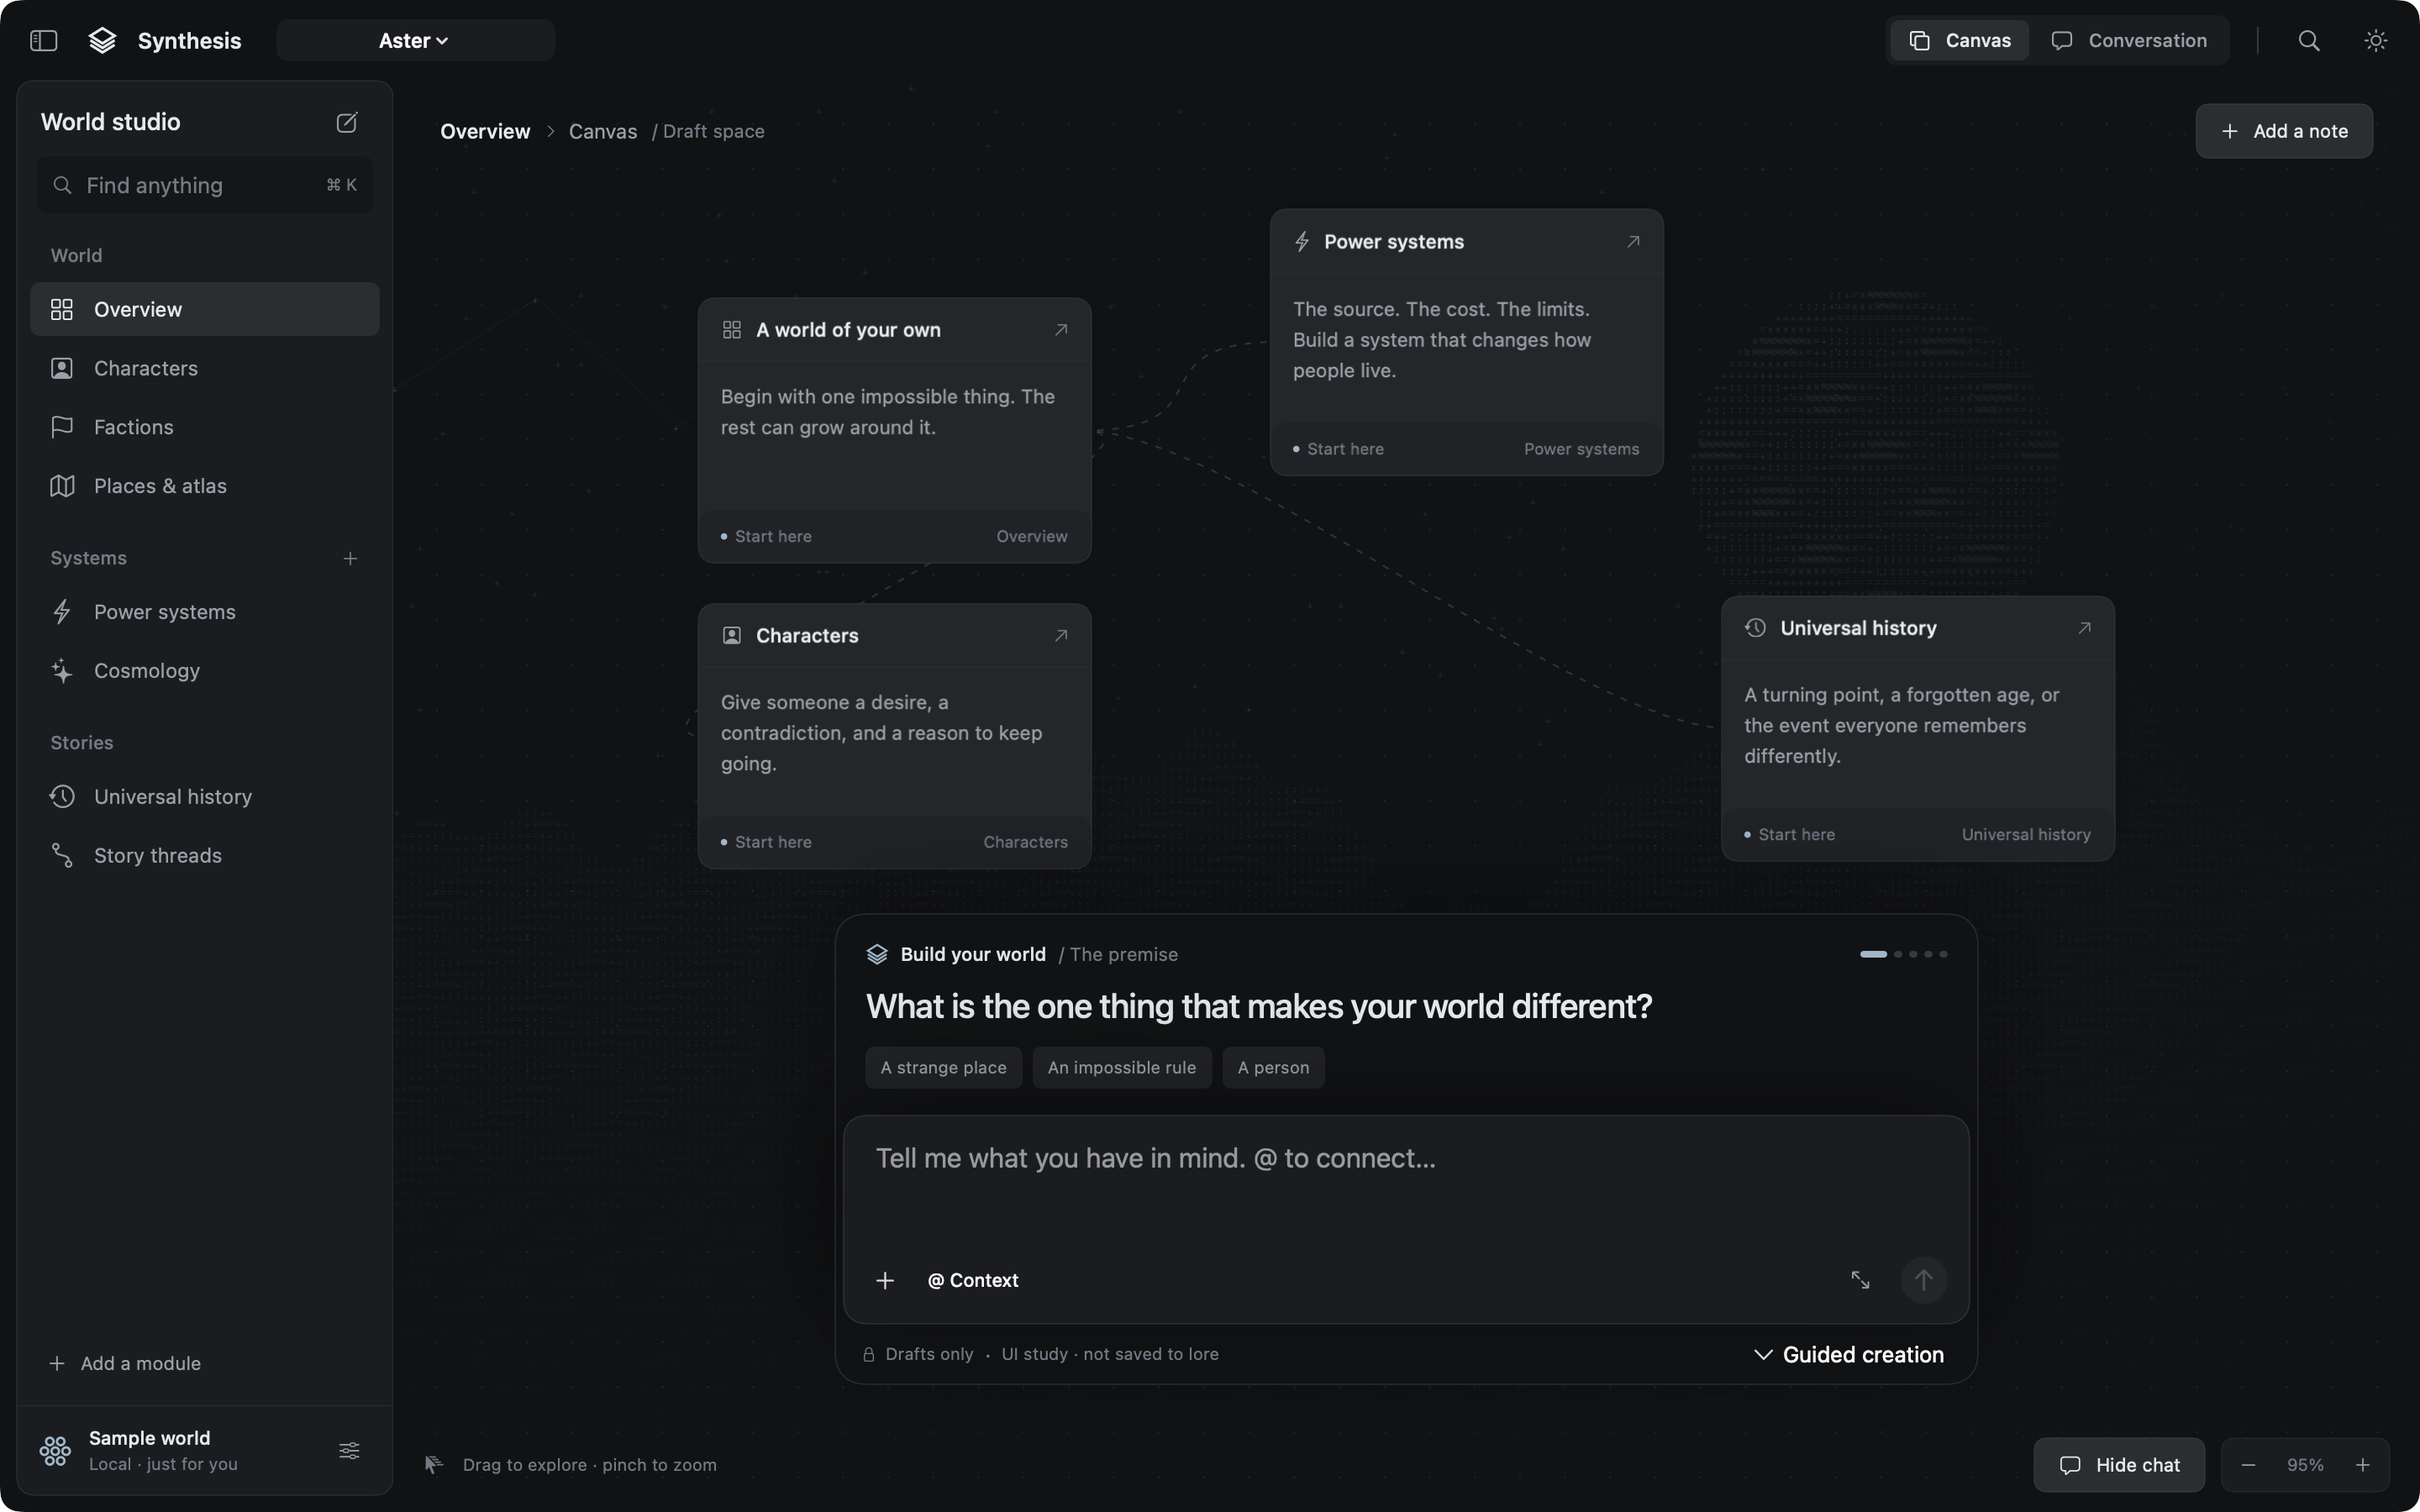 Synthesis
Aster
Canvas
Conversation
World studio
Find anything
⌘ K
World
Overview
Characters
Factions
Places & atlas
Systems
Power systems
Cosmology
Stories
Universal history
Story threads
Add a module
Sample world
Local · just for you
Overview > Canvas / Draft space
Add a note
A world of your own
Begin with one impossible thing. The
rest can grow around it.
Start here
Overview
Power systems
The source. The cost. The limits.
Build a system that changes how
people live.
Start here
Power systems
Characters
Give someone a desire, a
contradiction, and a reason to keep
going.
Start here
Characters
Universal history
A turning point, a forgotten age, or
the event everyone remembers
differently.
Start here
Universal history
Build your world / The premise
What is the one thing that makes your world different?
A strange place
An impossible rule
A person
Tell me what you have in mind. @ to connect...
@ Context
Drafts only · UI study · not saved to lore
Guided creation
Drag to explore · pinch to zoom
Hide chat
95%